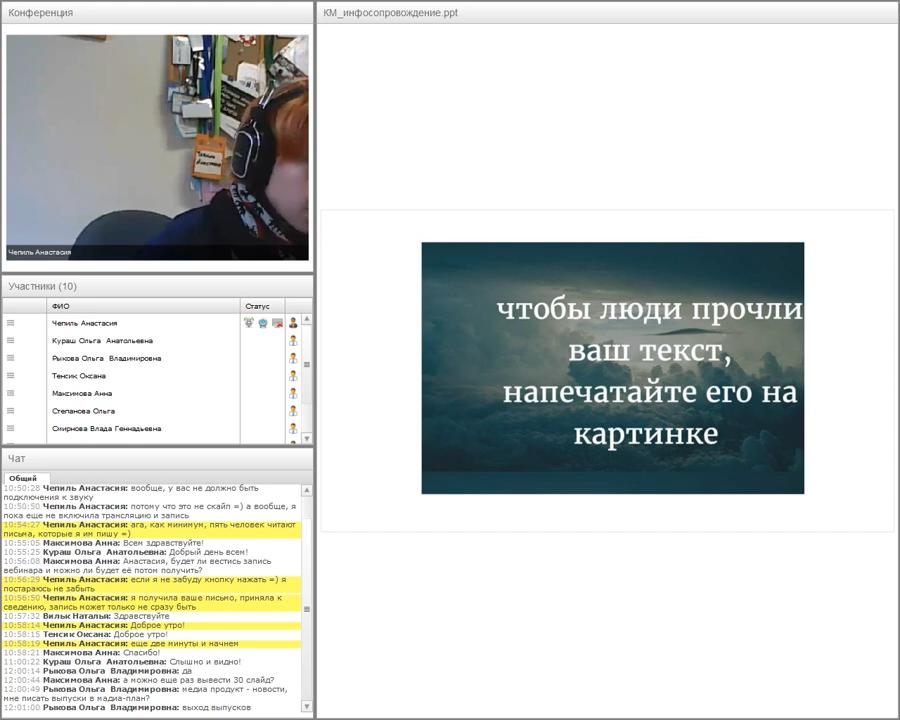 Конференция
Чепиль Анастасия
Участники (10)
ФИО
Статус
Чепиль Анастасия
Кураш Ольга Анатольевна
Рыкова Ольга Владимировна
Тенсик Оксана
Максимова Анна
Степанова Ольга
Смирнова Влада Геннадьевна
Чат
Общий
10:50:28 Чепиль Анастасия: вообще, у вас не должно быть
подключения к звуку
10:50:50 Чепиль Анастасия: потому что это не скайп =) а вообще, я
пока еще не включила трансляцию и запись
10:54:27 Чепиль Анастасия: ага, как минимум, пять человек читают
письма, которые я им пишу =)
10:55:05 Максимова Анна: Всем здравствуйте!
10:55:25 Кураш Ольга Анатольевна: Добрый день всем!
10:56:08 Максимова Анна: Анастасия, будет ли вестись запись
вебинара и можно ли будет её потом получить?
10:56:29 Чепиль Анастасия: если я не забуду кнопку нажать =) я
постараюсь не забыть
10:56:50 Чепиль Анастасия: я получила ваше письмо, приняла к
сведению, запись может только не сразу быть
10:57:32 Вильк Наталья: Здравствуйте
10:58:14 Чепиль Анастасия: Доброе утро!
10:58:15 Тенсик Оксана: Доброе утро!
10:58:19 Чепиль Анастасия: еще две минуты и начнем
10:58:21 Максимова Анна: Спасибо!
11:00:22 Кураш Ольга Анатольевна: Слышно и видно!
12:00:14 Рыкова Ольга Владимировна: да
12:00:44 Максимова Анна: а можно еще раз вывести 30 слайд?
12:00:49 Рыкова Ольга Владимировна: медиа продукт - новости,
мне писать выпуски в мадиа-план?
12:01:00 Рыкова Ольга Владимировна: выход выпусков
КМ_инфосопровождение.ppt
чтобы люди прочли
ваш текст,
напечатайте его на
картинке